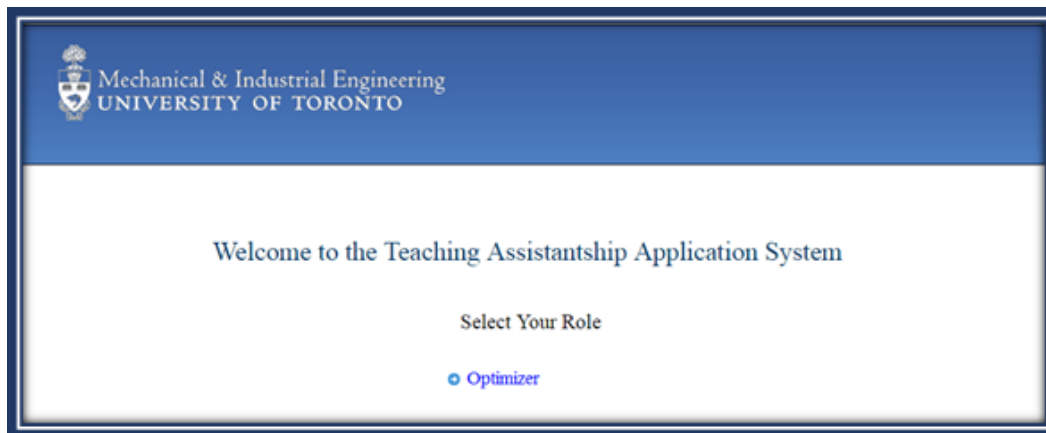 Mechanical & Industrial Engineering
UNIVERSITY OF TORONTO
Welcome to the Teaching Assistantship Application System
Select Your Role
Optimizer